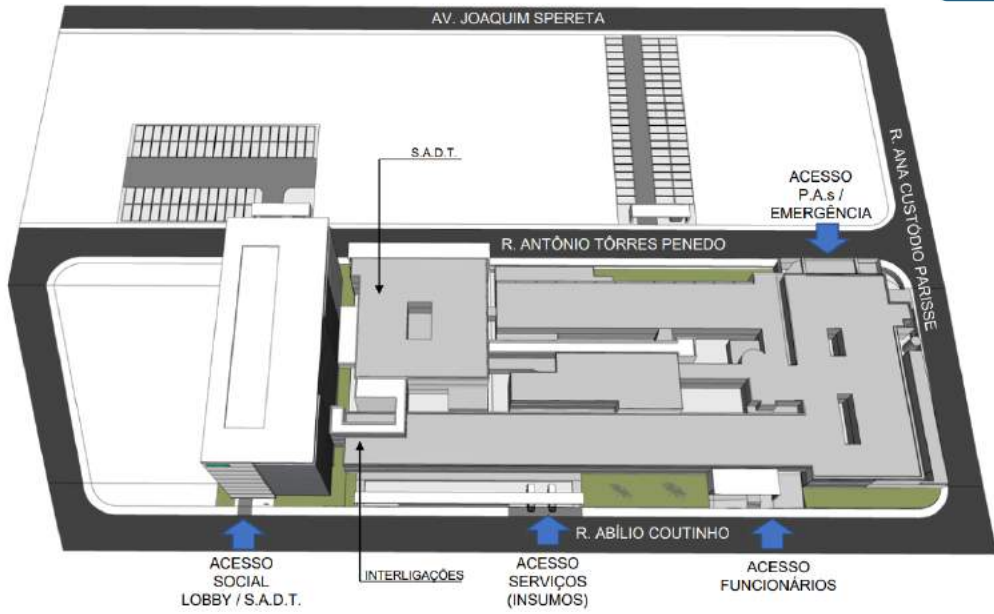 AV. JOAQUIM SPERETA
R. ANA CUSTÓDIO PARISSE
S.A.D.T.
ACESSO
P.A.s /
EMERGÊNCIA
R. ANTÔNIO TÔRRES PENEDO
R. ABÍLIO COUTINHO
ACESSO
SOCIAL
LOBBY / S.A.D.T.
INTERLIGAÇÕES
ACESSO
SERVIÇOS
(INSUMOS)
ACESSO
FUNCIONÁRIOS